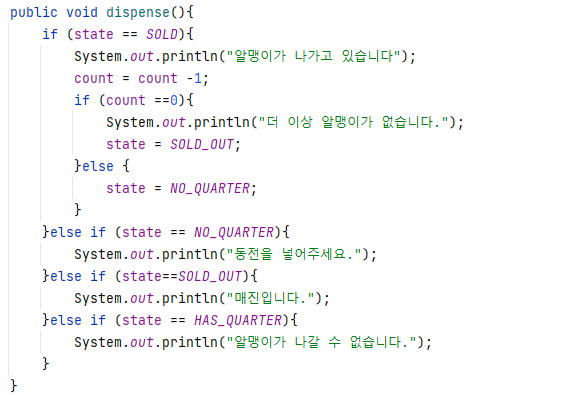 public void dispense(){
    if (state == SOLD){
        System.out.println("알맹이가 나가고 있습니다");
        count = count -1;
        if (count ==0){
            System.out.println("더 이상 알맹이가 없습니다.");
            state = SOLD_OUT;
        }else {
            state = NO_QUARTER;
        }
    }else if (state == NO_QUARTER){
        System.out.println("동전을 넣어주세요.");
    }else if (state==SOLD_OUT){
        System.out.println("매진입니다.");
    }else if (state == HAS_QUARTER){
        System.out.println("알맹이가 나갈 수 없습니다.");
    }
}